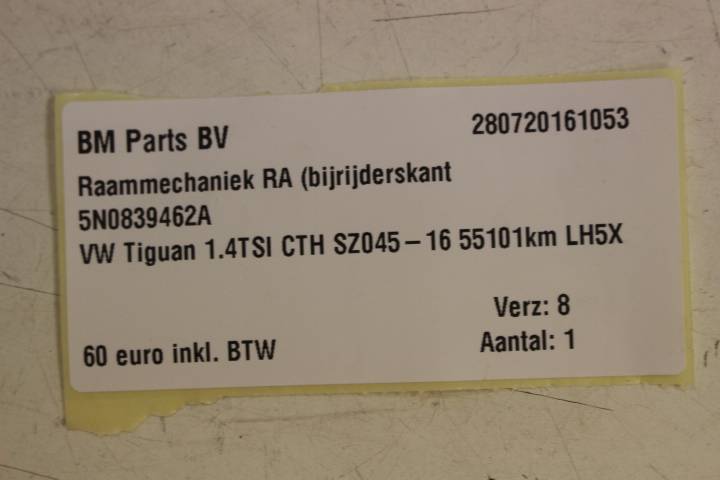 BM Parts BV 280720161053
Raammechaniek RA (bijrijderskant
5N0839462A
VW Tiguan 1.4TSI CTH SZ045-16 55101km LH5X
Verz: 8
60 euro inkl. BTW Aantal: 1